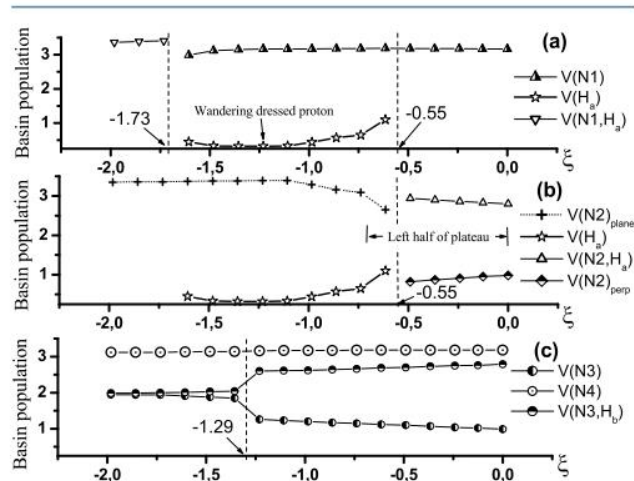 (a)
Basin population
3
2
1
V(N1)
V(Hₐ)
V(N1,Hₐ)
Wandering dressed proton
-1.73
-0.55
-2,0 -1,5 -1,0 -0,5 0,0 ξ
(b)
Basin population
3
2
1
V(N2)plane
V(Hₐ)
V(N2,Hₐ)
V(N2)perp
Left half of plateau
-0.55
-2,0 -1,5 -1,0 -0,5 0,0 ξ
(c)
Basin population
3
2
1
V(N3)
V(N4)
V(N3,H_b)
-1.29
-2,0 -1,5 -1,0 -0,5 0,0 ξ